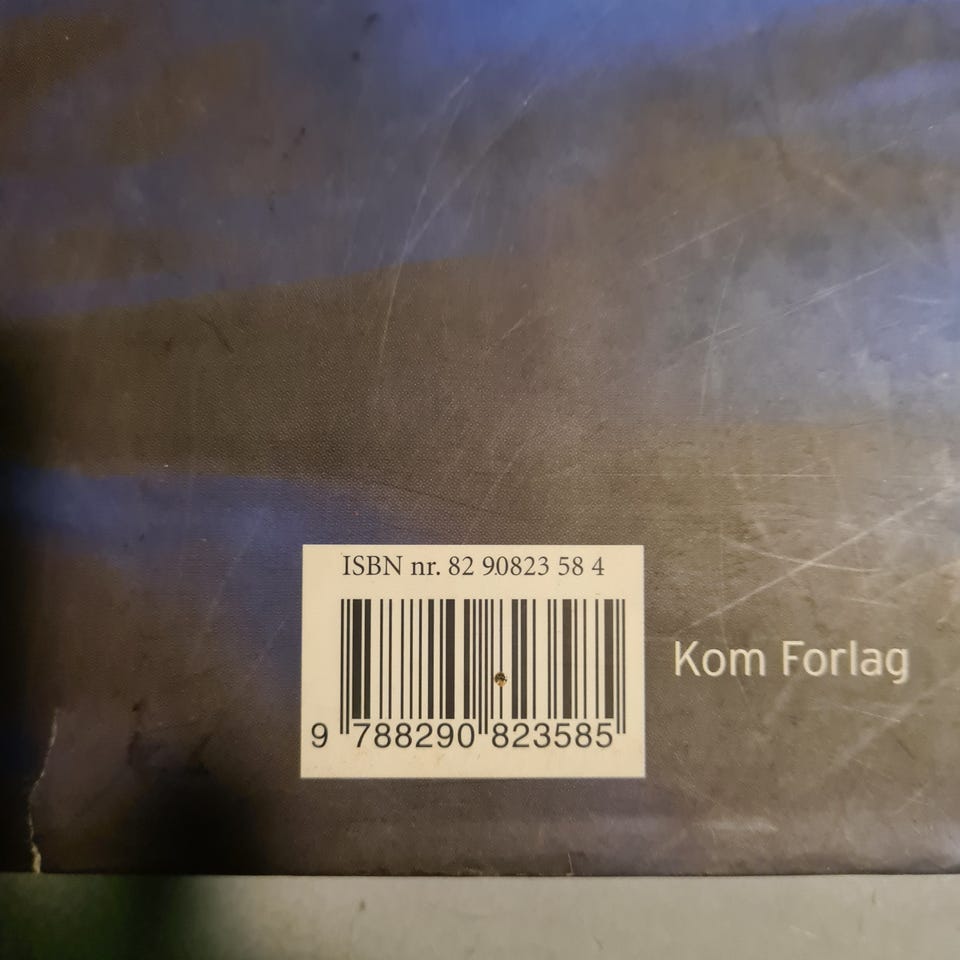 ISBN nr. 82 90823 58 4
Kom Forlag
9 788290 823585